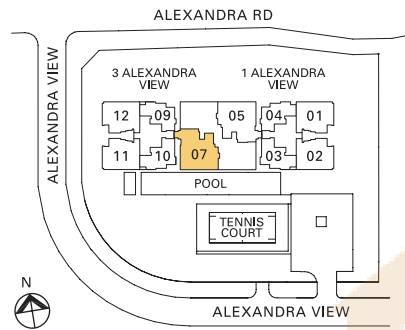 ALEXANDRA RD
ALEXANDRA VIEW
3 ALEXANDRA
VIEW
1 ALEXANDRA
VIEW
12
09
05
04
01
11
10
07
03
02
POOL
TENNIS
COURT
N
ALEXANDRA VIEW